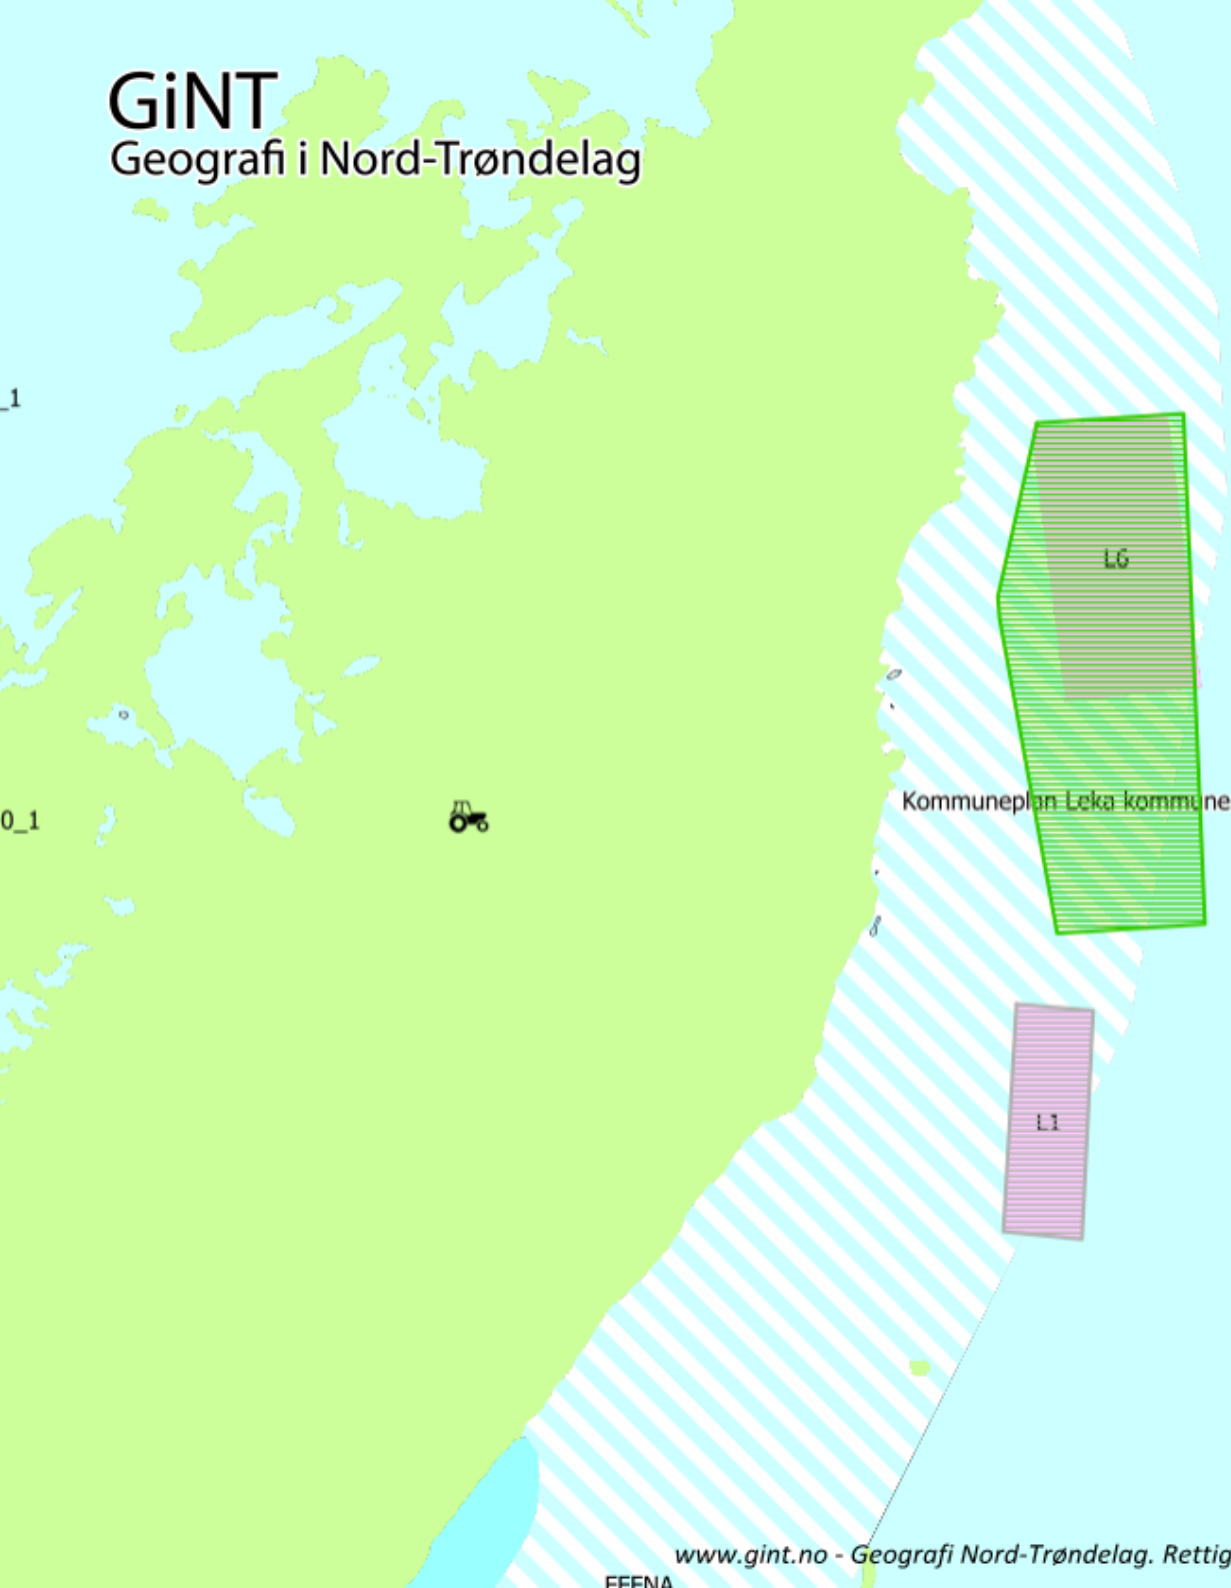 GiNT
Geografi i Nord-Trøndelag
_1
L6
Kommuneplan Leka kommune
0_1
L1
www.gint.no - Geografi Nord-Trøndelag. Rettig